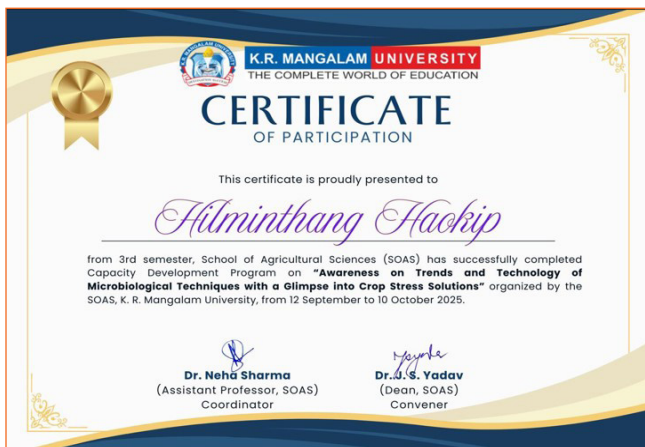 K.R. MANGALAM UNIVERSITY
THE COMPLETE WORLD OF EDUCATION
CERTIFICATE
OF PARTICIPATION
This certificate is proudly presented to
Hilminthang Haokip
from 3rd semester, School of Agricultural Sciences (SOAS) has successfully completed
Capacity Development Program on "Awareness on Trends and Technology of
Microbiological Techniques with a Glimpse into Crop Stress Solutions" organized by the
SOAS, K. R. Mangalam University, from 12 September to 10 October 2025.
Dr. Neha Sharma
(Assistant Professor, SOAS)
Coordinator
Dr. J. S. Yadav
(Dean, SOAS)
Convener